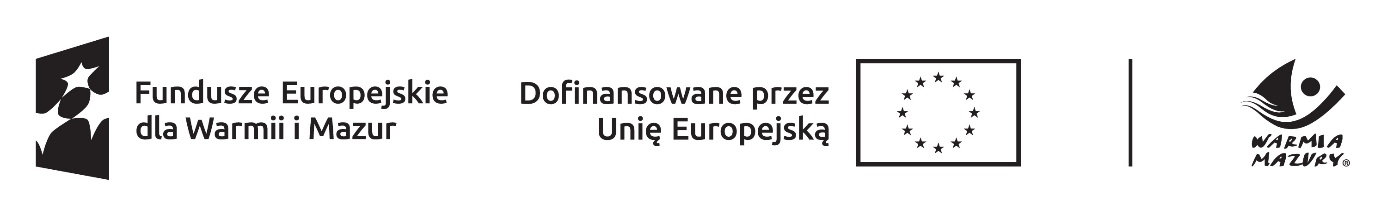 Fundusze Europejskie
dla Warmii i Mazur
Dofinansowane przez
Unię Europejską
WARMIA
MAZURY®